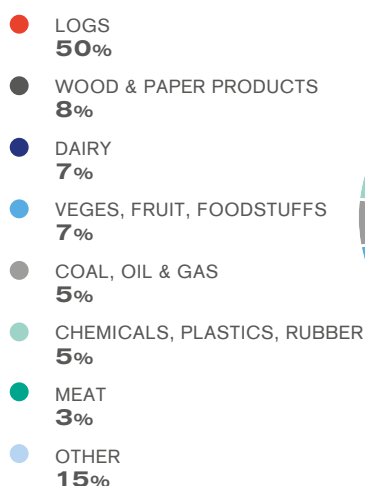 LOGS
50%
WOOD & PAPER PRODUCTS
8%
DAIRY
7%
VEGES, FRUIT, FOODSTUFFS
7%
COAL, OIL & GAS
5%
CHEMICALS, PLASTICS, RUBBER
5%
MEAT
3%
OTHER
15%